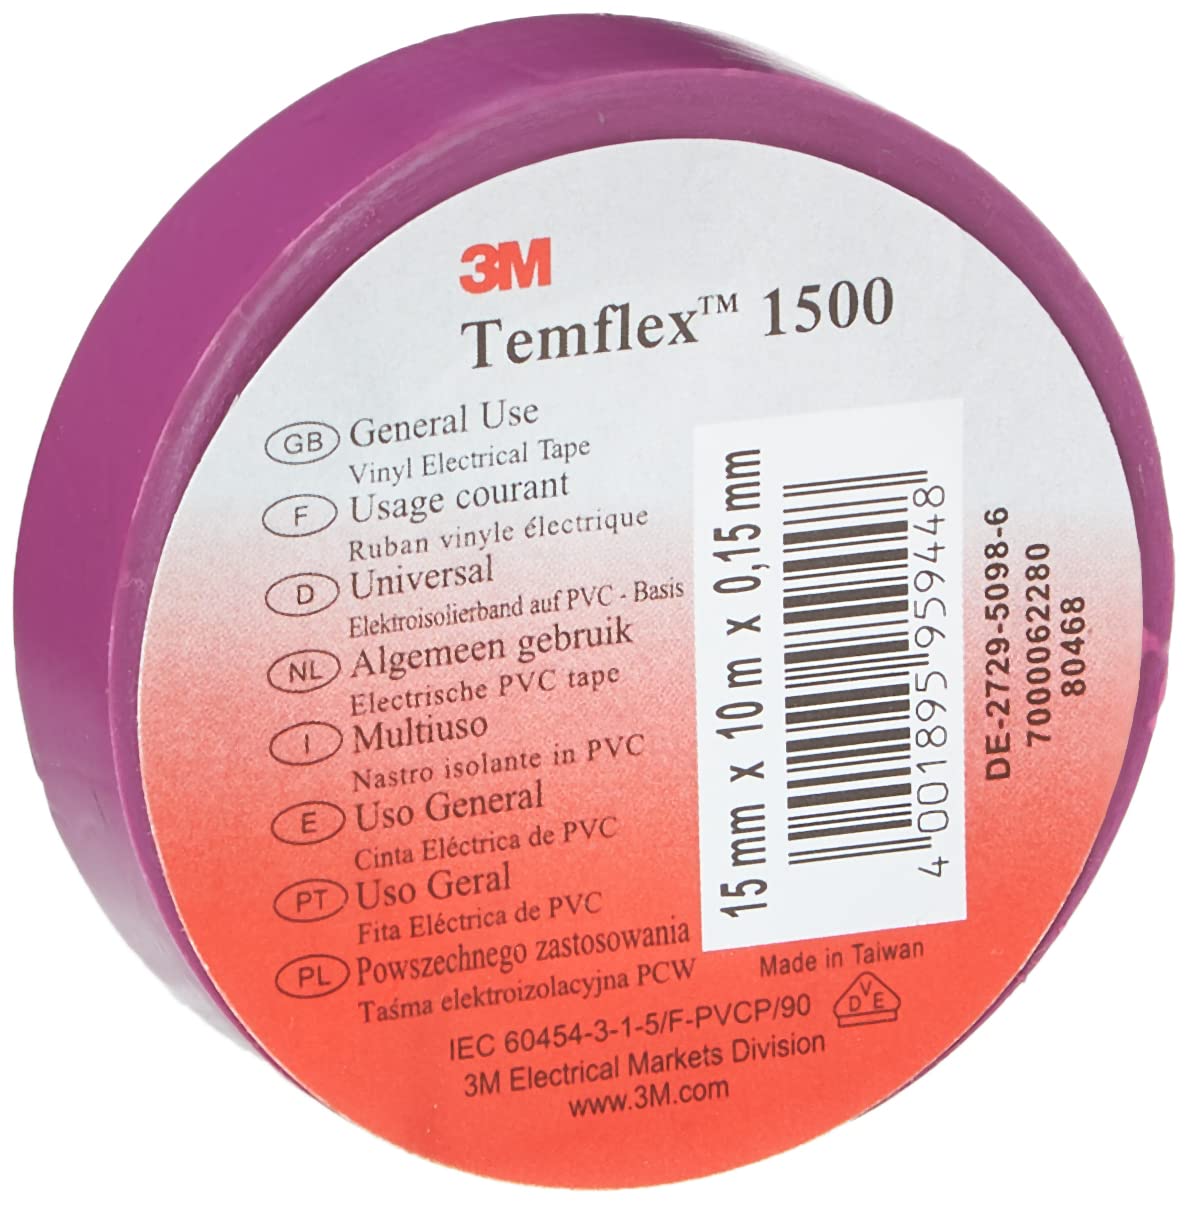 3M
Temflex™ 1500
GB General Use
Vinyl Electrical Tape
F Usage courant
Ruban vinyle électrique
D Universal
Elektroisolierband auf PVC - Basis
NL Algemeen gebruik
Electrische PVC tape
I Multiuso
Nastro isolante in PVC
E Uso General
Cinta Eléctrica de PVC
PT Uso Geral
Fita Eléctrica de PVC
PL Powszechnego zastosowania
Taśma elektroizolacyjna PCW
15 mm x 10 m x 0,15 mm
4 001895 959448
DE-2729-5098-6
7000062280
80468
Made in Taiwan
DVE
IEC 60454-3-1-5/F-PVCP/90
3M Electrical Markets Division
www.3M.com